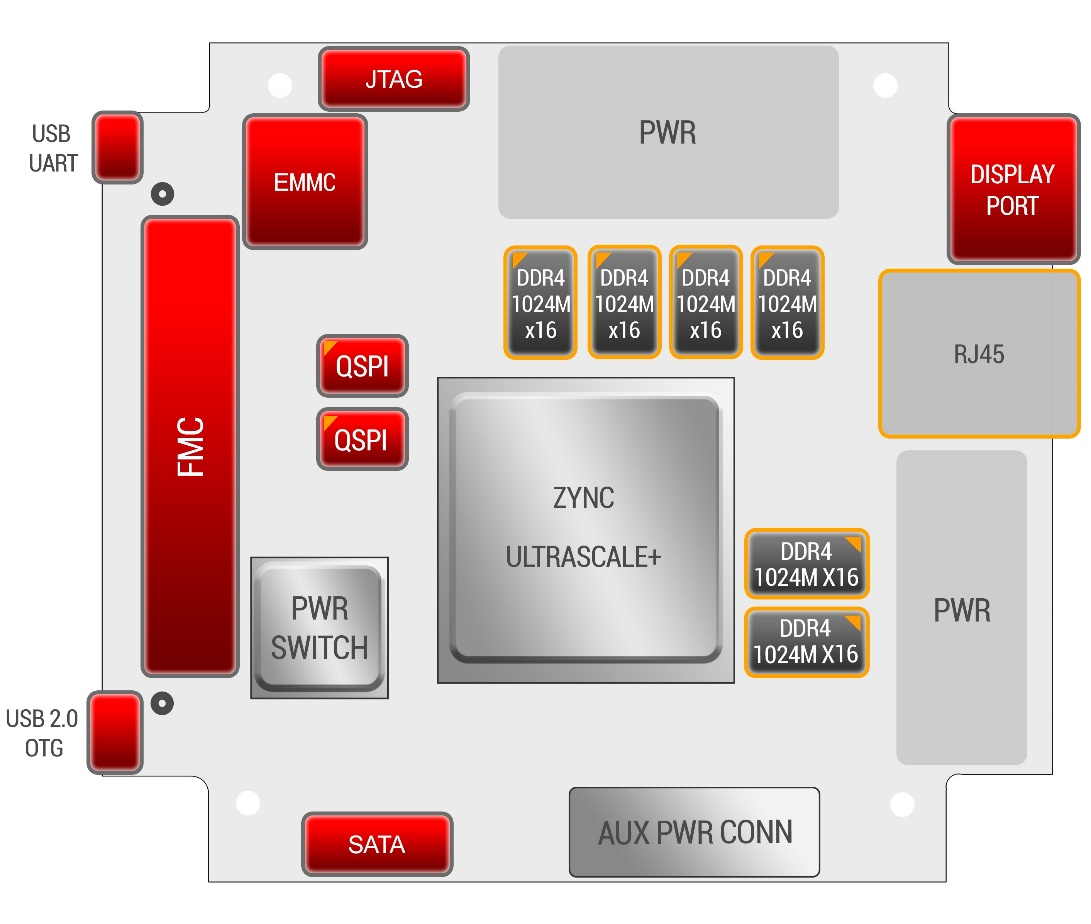 JTAG
PWR
USB
UART
EMMC
DISPLAY
PORT
DDR4
1024M
x16
DDR4
1024M
x16
DDR4
1024M
x16
DDR4
1024M
x16
RJ45
QSPI
QSPI
FMC
ZYNC
ULTRASCALE+
DDR4
1024M X16
DDR4
1024M X16
PWR
PWR
SWITCH
USB 2.0
OTG
SATA
AUX PWR CONN